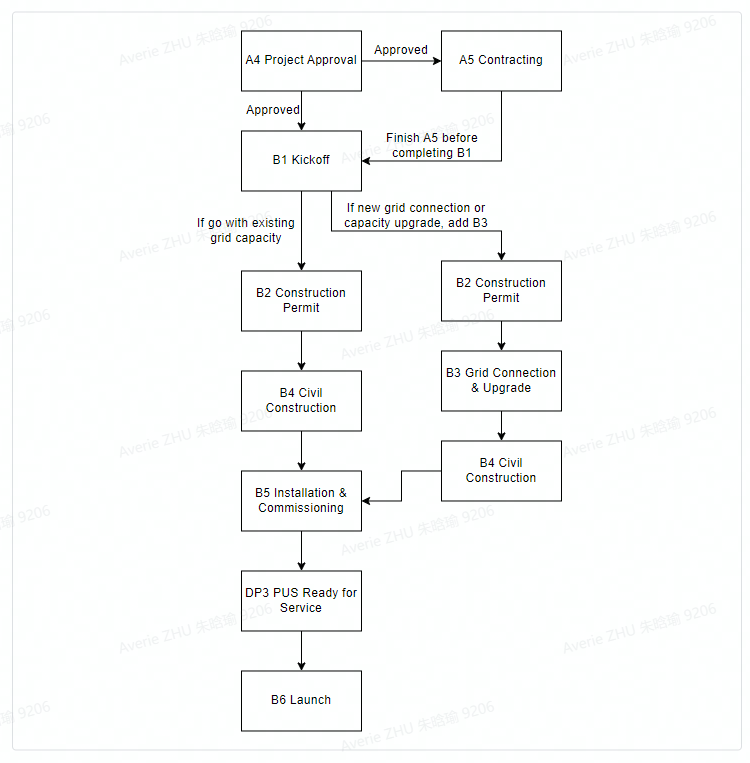 A4 Project Approval
Approved
A5 Contracting
Approved
Finish A5 before
completing B1
B1 Kickoff
If go with existing
grid capacity
If new grid connection or
capacity upgrade, add B3
B2 Construction
Permit
B2 Construction
Permit
B3 Grid Connection
& Upgrade
B4 Civil
Construction
B4 Civil
Construction
B5 Installation &
Commissioning
DP3 PUS Ready for
Service
B6 Launch
Averie ZHU 朱晗瑜 9206